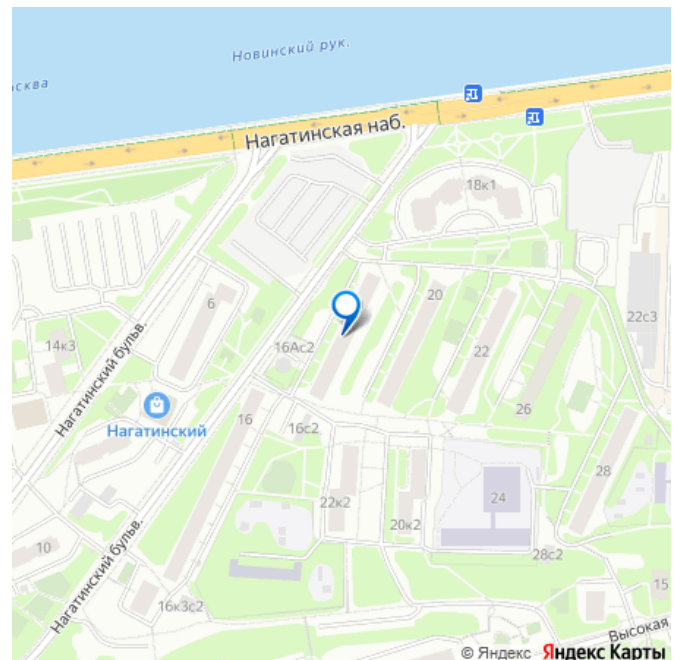 Новинский рук.
сква
Нагатинская наб.
18к1
6
20
22с3
14к3
16Ас2
22
Нагатинский бульв.
26
Нагатинский
16
16с2
28
22к2
24
20к2
10
28с2
Нагатинский бульв.
16к3с2
15
Высокая
© Яндекс Яндекс Карты